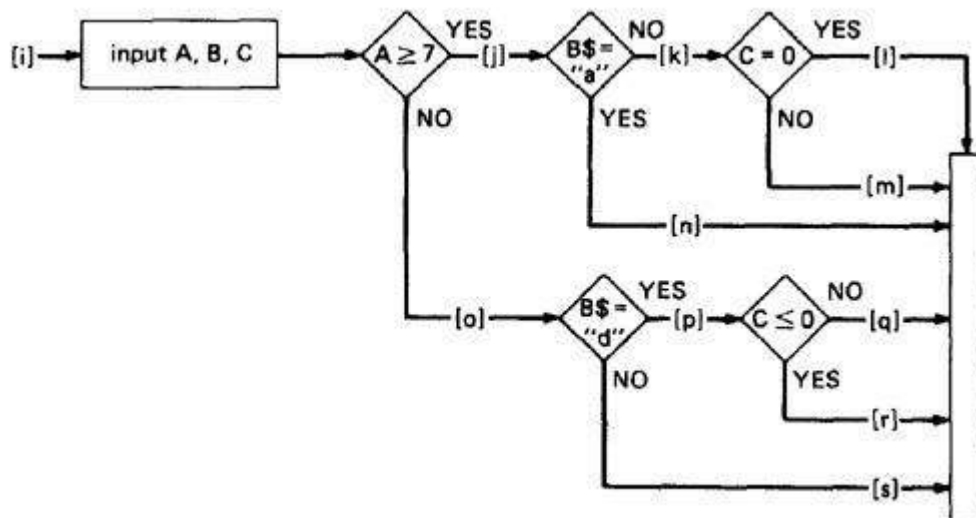 [i]
input A, B, C
A ≥ 7
YES
[j]
B$ =
"a"
NO
[k]
C = 0
YES
[l]
NO
YES
NO
[m]
[n]
[o]
B$ =
"d"
YES
[p]
C ≤ 0
NO
[q]
NO
YES
[r]
[s]